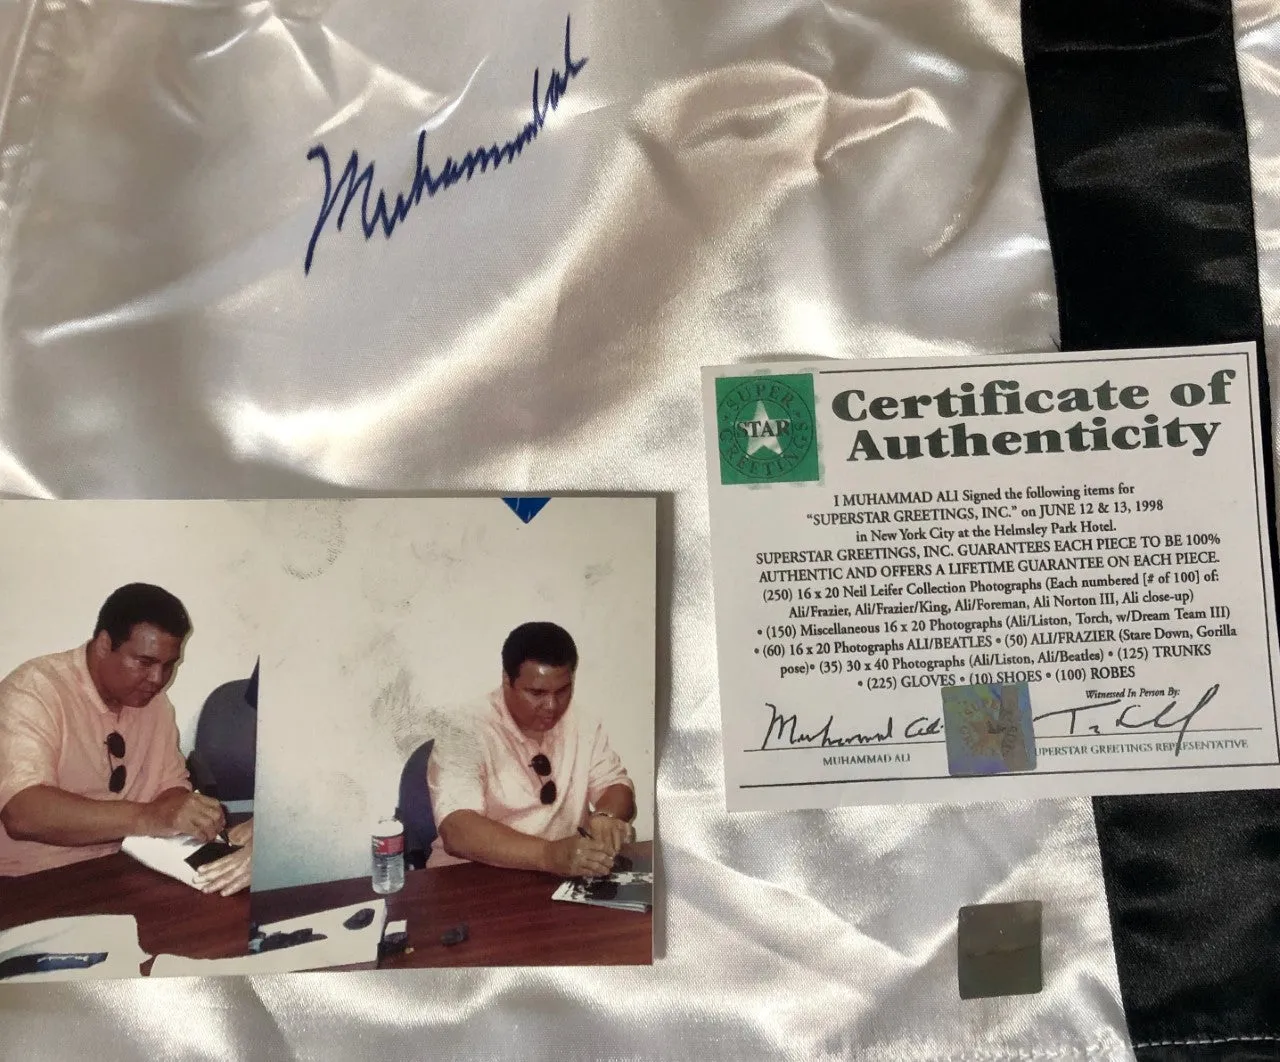 Muhammad Ali
SUPER
STAR
GREETINGS
Certificate of
Authenticity
I MUHAMMAD ALI Signed the following items for
“SUPERSTAR GREETINGS, INC.” on JUNE 12 & 13, 1998
in New York City at the Helmsley Park Hotel.
SUPERSTAR GREETINGS, INC. GUARANTEES EACH PIECE TO BE 100%
AUTHENTIC AND OFFERS A LIFETIME GUARANTEE ON EACH PIECE.
(250) 16 x 20 Neil Leifer Collection Photographs (Each numbered [# of 100] of:
Ali/Frazier, Ali/Frazier/King, Ali/Foreman, Ali Norton III, Ali close-up)
• (150) Miscellaneous 16 x 20 Photographs (Ali/Liston, Torch, w/Dream Team III)
• (60) 16 x 20 Photographs ALI/BEATLES • (50) ALI/FRAZIER (Stare Down, Gorilla
pose)• (35) 30 x 40 Photographs (Ali/Liston, Ali/Beatles) • (125) TRUNKS
• (225) GLOVES • (10) SHOES • (100) ROBES
Witnessed In Person By:
Muhammad Ali
MUHAMMAD ALI
UPERSTAR GREETINGS REPRESENTATIVE